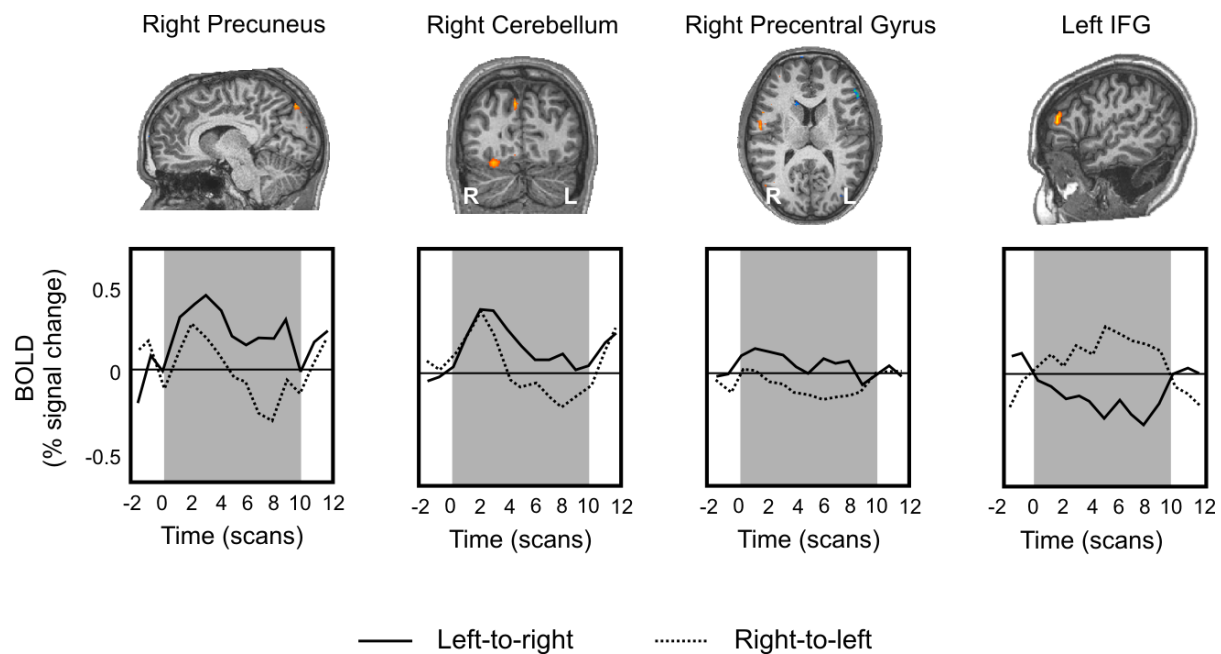 Right Precuneus Right Cerebellum Right Precentral Gyrus Left IFG
R L R L
BOLD
(% signal change)
0.5
0
-0.5
-2 0 2 4 6 8 10 12 -2 0 2 4 6 8 10 12 -2 0 2 4 6 8 10 12 -2 0 2 4 6 8 10 12
Time (scans) Time (scans) Time (scans) Time (scans)
Left-to-right Right-to-left